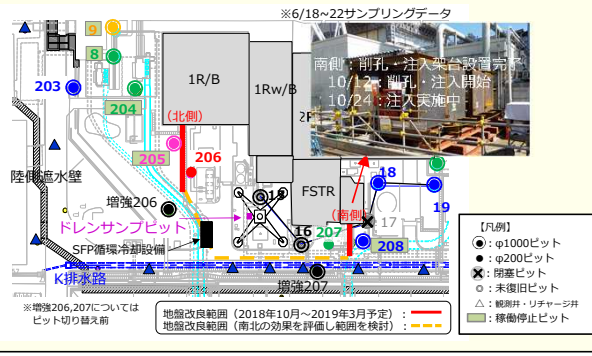 ※6/18~22サンプリングデータ
9
8
203
204
1R/B
1Rw/B
南側：削孔・注入架台設置完了
10/12：削孔・注入開始
10/24：注入実施中
(北側)
205
206
陸側遮水壁
増強206
ドレンサンプピット
SFP循環冷却設備
K排水路
FSTR
16
207
(南側
18
17
19
208
増強207
※増強206,207については
ピット切り替え前
地盤改良範囲（2018年10月～2019年3月予定）：
地盤改良範囲（南北の効果を評価し範囲を検討）：
【凡例】
：φ1000ピット
：φ200ピット
：閉塞ピット
：未復旧ピット
：観測井・リチャージ井
：稼働停止ピット